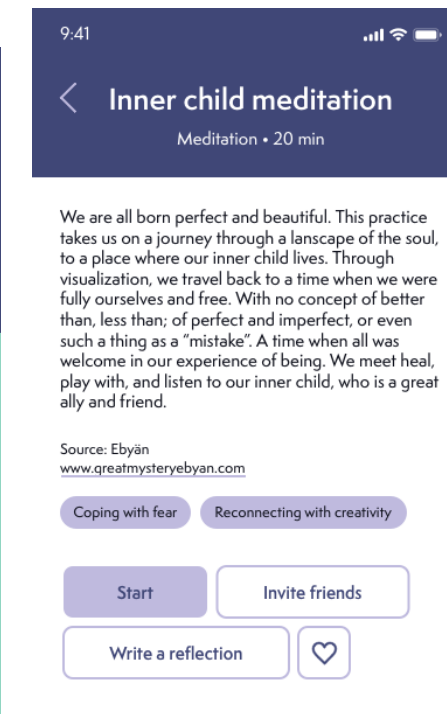 9:41
Inner child meditation
Meditation • 20 min
We are all born perfect and beautiful. This practice
takes us on a journey through a lanscape of the soul,
to a place where our inner child lives. Through
visualization, we travel back to a time when we were
fully ourselves and free. With no concept of better
than, less than; of perfect and imperfect, or even
such a thing as a “mistake”. A time when all was
welcome in our experience of being. We meet heal,
play with, and listen to our inner child, who is a great
ally and friend.
Source: Ebyän
www.greatmysteryebyan.com
Coping with fear
Reconnecting with creativity
Start
Invite friends
Write a reflection